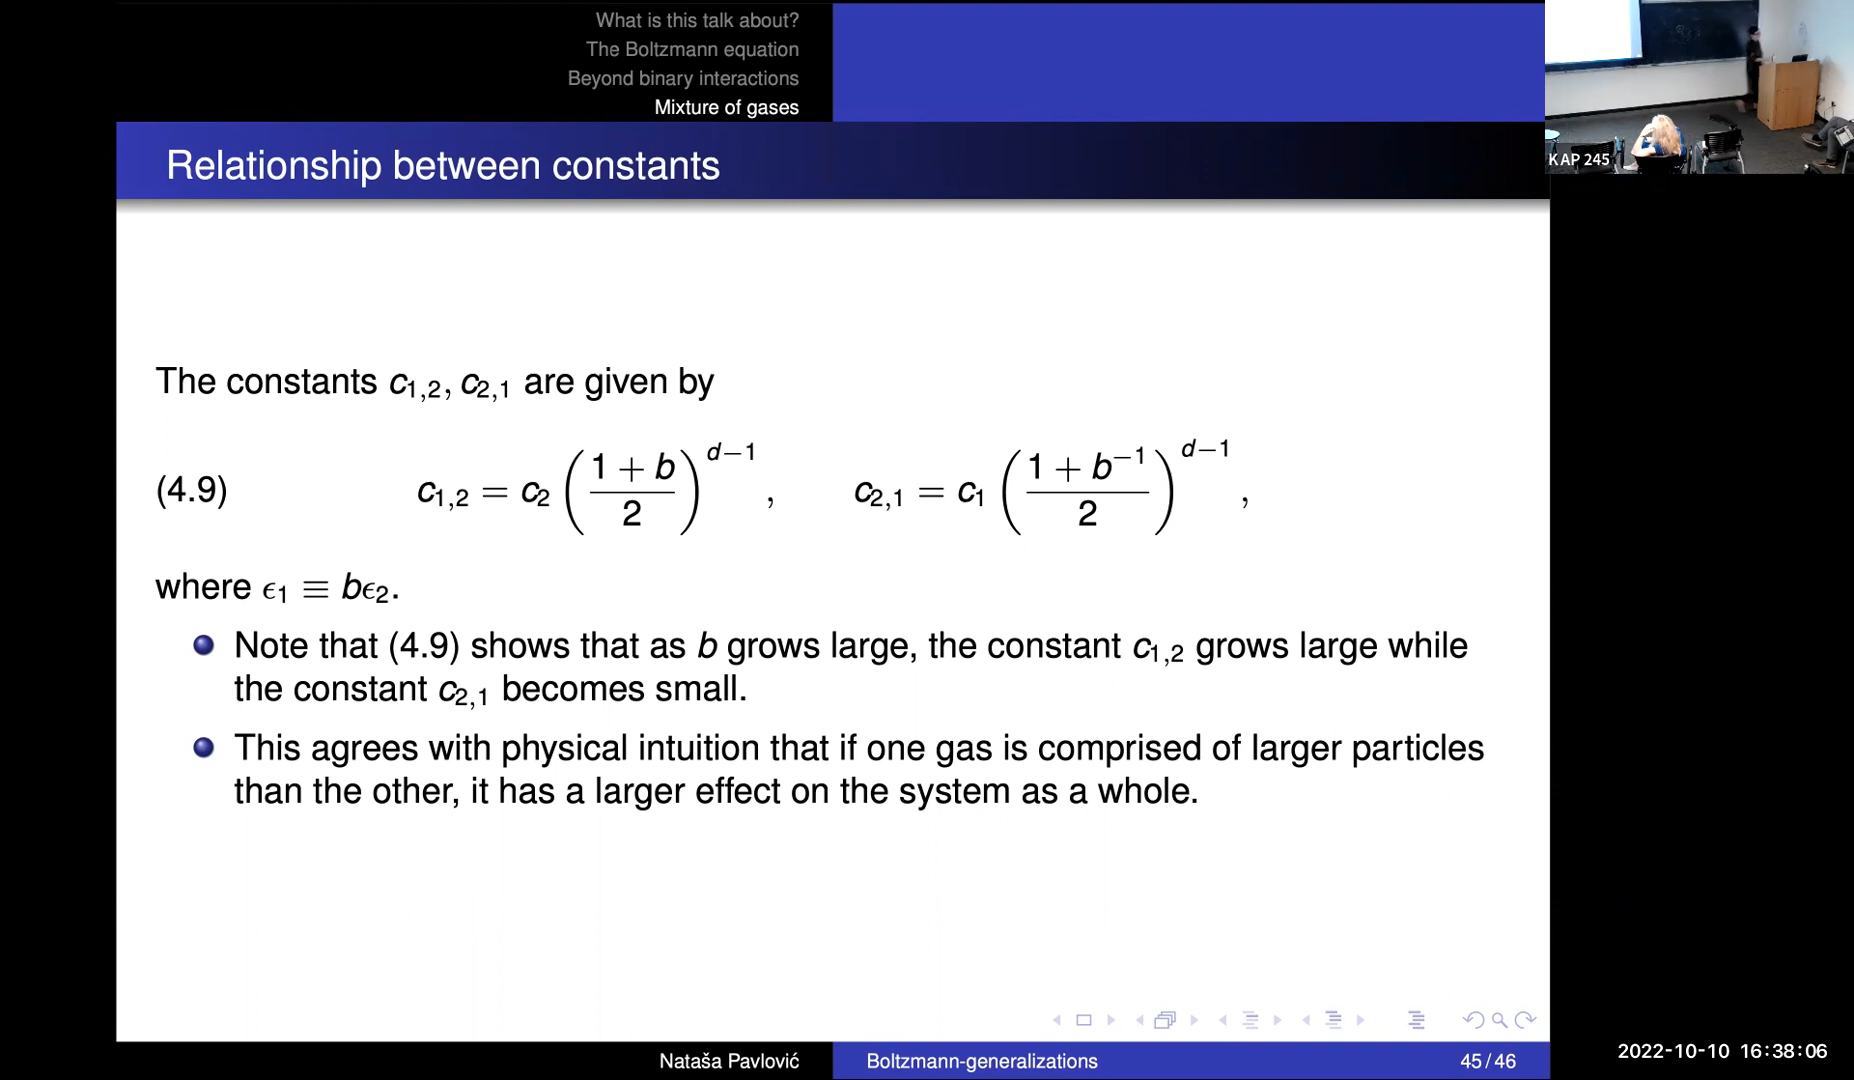 What is this talk about?
The Boltzmann equation
Beyond binary interactions
Mixture of gases
KAP 245
Relationship between constants
The constants c₁,₂, c₂,₁ are given by
(4.9) c₁,₂ = c₂ ((1 + b)/2)^(d−1), c₂,₁ = c₁ ((1 + b⁻¹)/2)^(d−1),
where ϵ₁ ≡ bϵ₂.
Note that (4.9) shows that as b grows large, the constant c₁,₂ grows large while
the constant c₂,₁ becomes small.
This agrees with physical intuition that if one gas is comprised of larger particles
than the other, it has a larger effect on the system as a whole.
Nataša Pavlović
Boltzmann-generalizations
45 / 46
2022-10-10 16:38:06